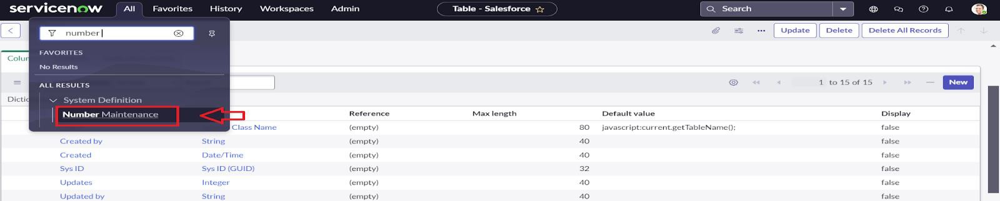 servicenow All Favorites History Workspaces Admin Table - Salesforce Search
number Update Delete Delete All Records
FAVORITES
Colum
No Results
ALL RESULTS 1 to 15 of 15 New
Dictio System Definition
Number Maintenance Reference Max length Default value Display
Class Name (empty) 80 javascript:current.getTableName(); false
Created by String (empty) 40 false
Created Date/Time (empty) 40 false
Sys ID Sys ID (GUID) (empty) 32 false
Updates Integer (empty) 40 false
Updated by String (empty) 40 false